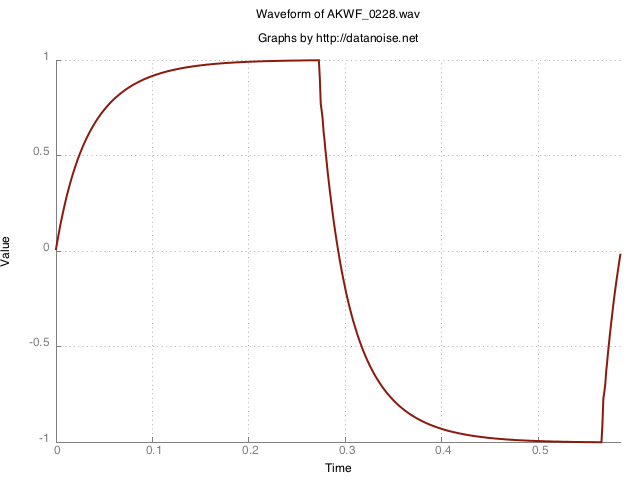 Waveform of AKWF_0228.wav
Graphs by http://datanoise.net
1
0.5
0
-0.5
-1
Value
0 0.1 0.2 0.3 0.4 0.5
Time